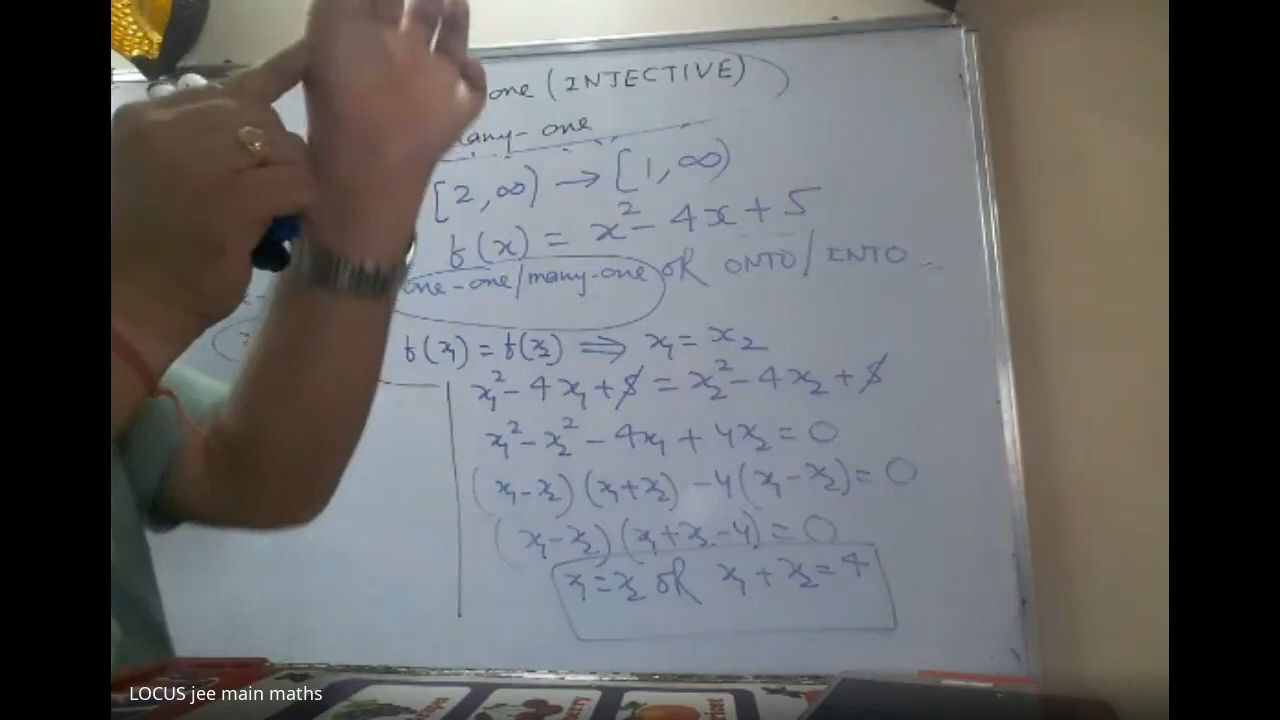 one (INJECTIVE)
many-one
[2,∞) → [1,∞)
f(x) = x² - 4x + 5
one-one/many-one OR ONTO/INTO
f(x₁) = f(x₂) ⟹ x₁ = x₂
x₁² - 4x₁ + 5 = x₂² - 4x₂ + 5
x₁² - x₂² - 4x₁ + 4x₂ = 0
(x₁-x₂)(x₁+x₂) -4(x₁-x₂) = 0
(x₁-x₂)(x₁+x₂-4) = 0
x₁=x₂ OR x₁+x₂=4
LOCUS jee main maths